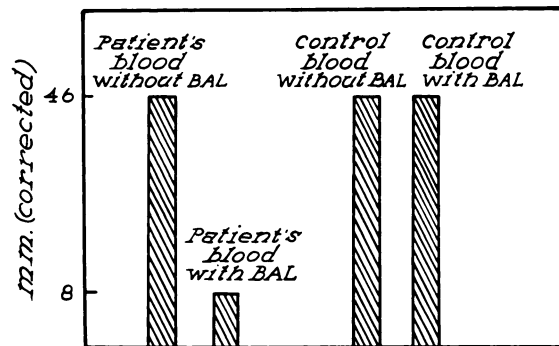 Patient's
blood
without BAL
Control
blood
without BAL
Control
blood
with BAL
46
Patient's
blood
with BAL
8
mm. (corrected)